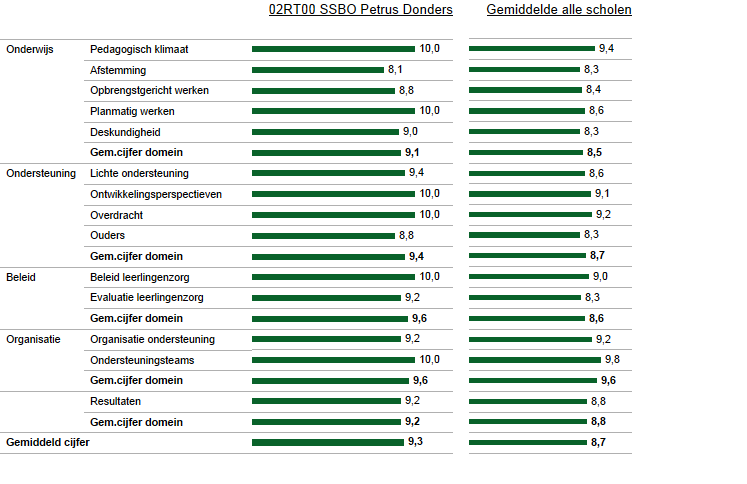 02RT00 SSBO Petrus Donders Gemiddelde alle scholen
Onderwijs Pedagogisch klimaat 10,0 9,4
Afstemming 8,1 8,3
Opbrengstgericht werken 8,8 8,4
Planmatig werken 10,0 8,6
Deskundigheid 9,0 8,3
Gem.cijfer domein 9,1 8,5
Ondersteuning Lichte ondersteuning 9,4 8,6
Ontwikkelingsperspectieven 10,0 9,1
Overdracht 10,0 9,2
Ouders 8,8 8,3
Gem.cijfer domein 9,4 8,7
Beleid Beleid leerlingenzorg 10,0 9,0
Evaluatie leerlingenzorg 9,2 8,3
Gem.cijfer domein 9,6 8,6
Organisatie Organisatie ondersteuning 9,2 9,2
Ondersteuningsteams 10,0 9,8
Gem.cijfer domein 9,6 9,6
Resultaten 9,2 8,8
Gem.cijfer domein 9,2 8,8
Gemiddeld cijfer 9,3 8,7